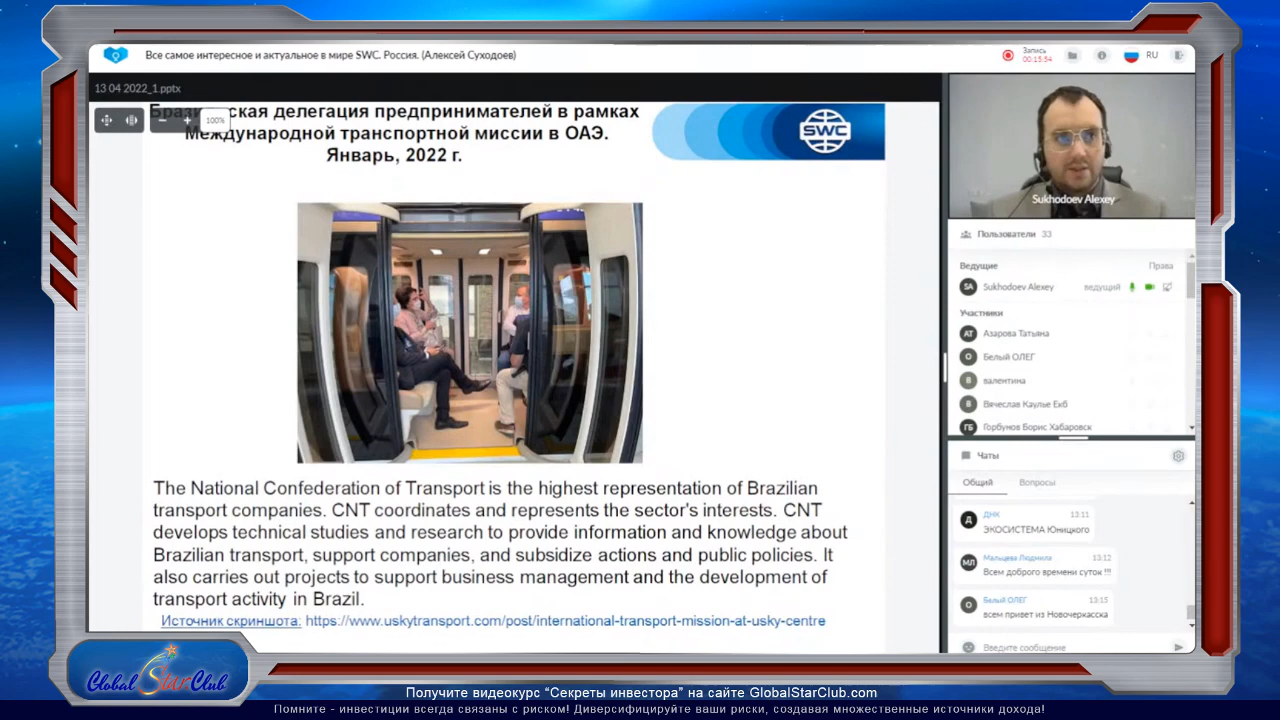 Все самое интересное и актуальное в мире SWC. Россия. (Алексей Суходоев)
Запись
00:15:54
RU
13 04 2022_1.pptx
100%
делегация предпринимателей в рамках
Международной транспортной миссии в ОАЭ.
Январь, 2022 г.
SWC
Sukhodoev Alexey
Пользователи 33
Ведущие
Права
SA
Sukhodoev Alexey
ведущий
Участники
АТ
Азарова Татьяна
О
Белый ОЛЕГ
В
валентина
В
Вячеслав Каулье Екб
ГБ
Горбунов Борис Хабаровск
Чаты
Общий
Вопросы
Д
ДНК
13:11
ЭКОСИСТЕМА Юницкого
МЛ
Мальцева Людмила
13:12
Всем доброго времени суток !!!
О
Белый ОЛЕГ
13:15
всем привет из Новочеркасска
Введите сообщение
The National Confederation of Transport is the highest representation of Brazilian
transport companies. CNT coordinates and represents the sector's interests. CNT
develops technical studies and research to provide information and knowledge about
Brazilian transport, support companies, and subsidize actions and public policies. It
also carries out projects to support business management and the development of
transport activity in Brazil.
Источник скриншота: https://www.uskytransport.com/post/international-transport-mission-at-usky-centre
Global Star Club
Получите видеокурс “Секреты инвестора” на сайте GlobalStarClub.com
Помните - инвестиции всегда связаны с риском! Диверсифицируйте ваши риски, создавая множественные источники дохода!